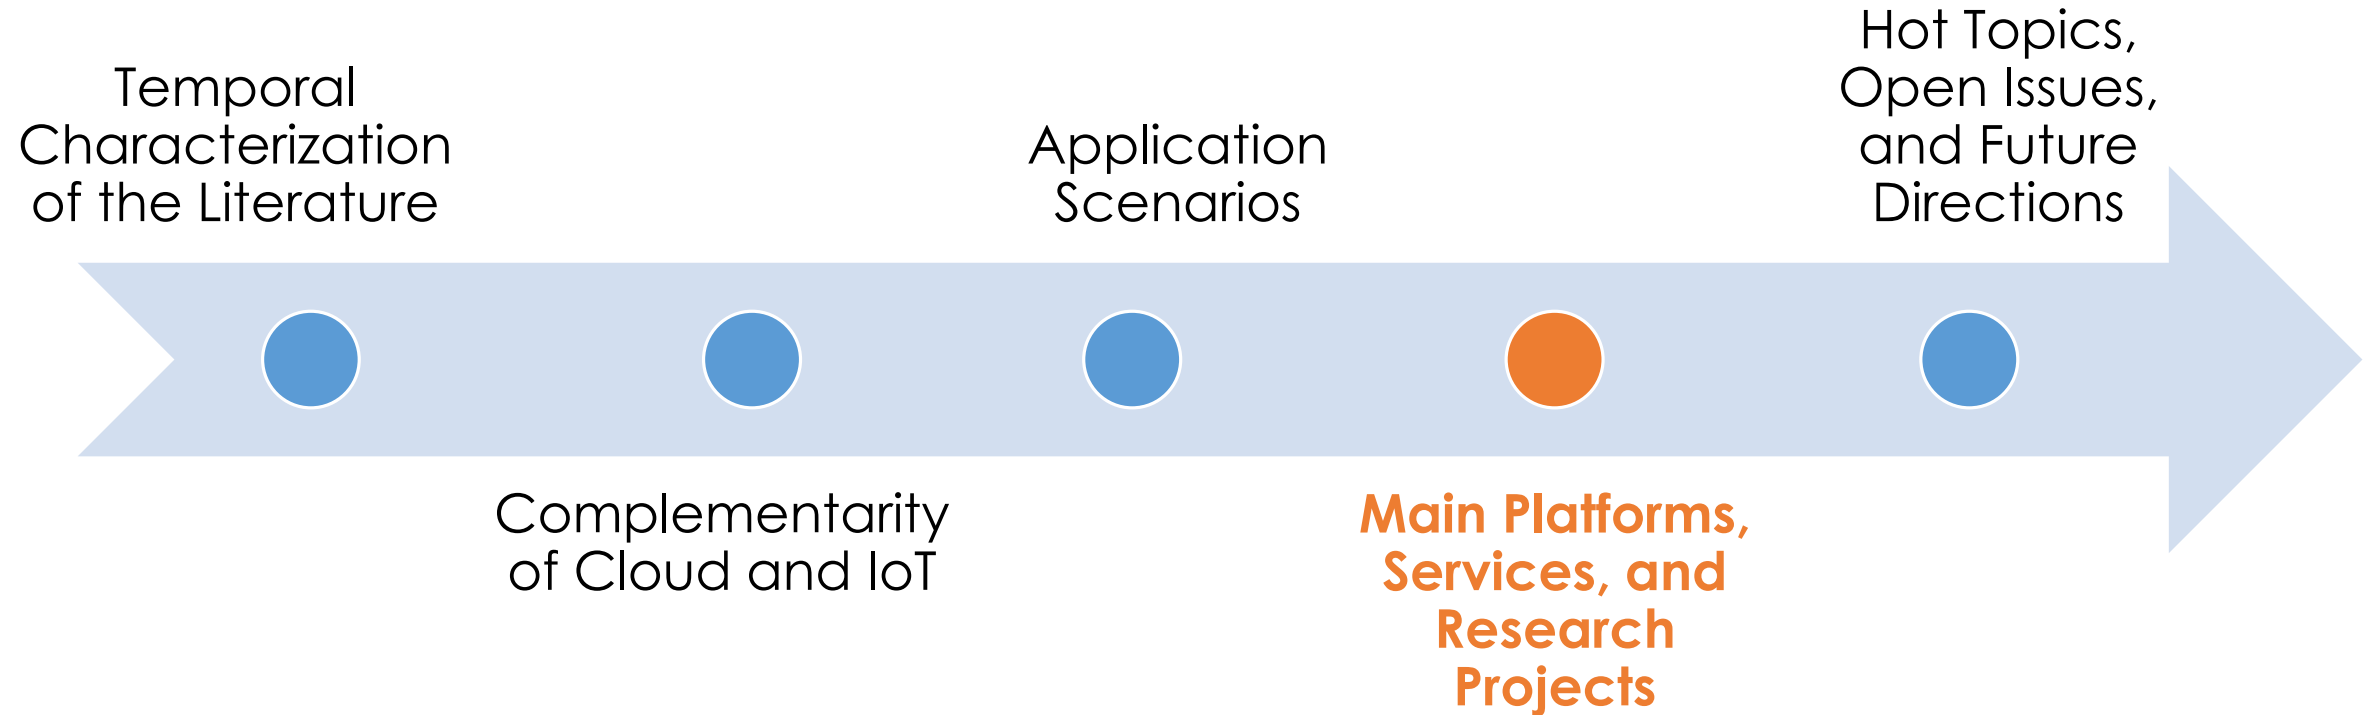 Temporal
Characterization
of the Literature
Complementarity
of Cloud and IoT
Application
Scenarios
Main Platforms,
Services, and
Research
Projects
Hot Topics,
Open Issues,
and Future
Directions